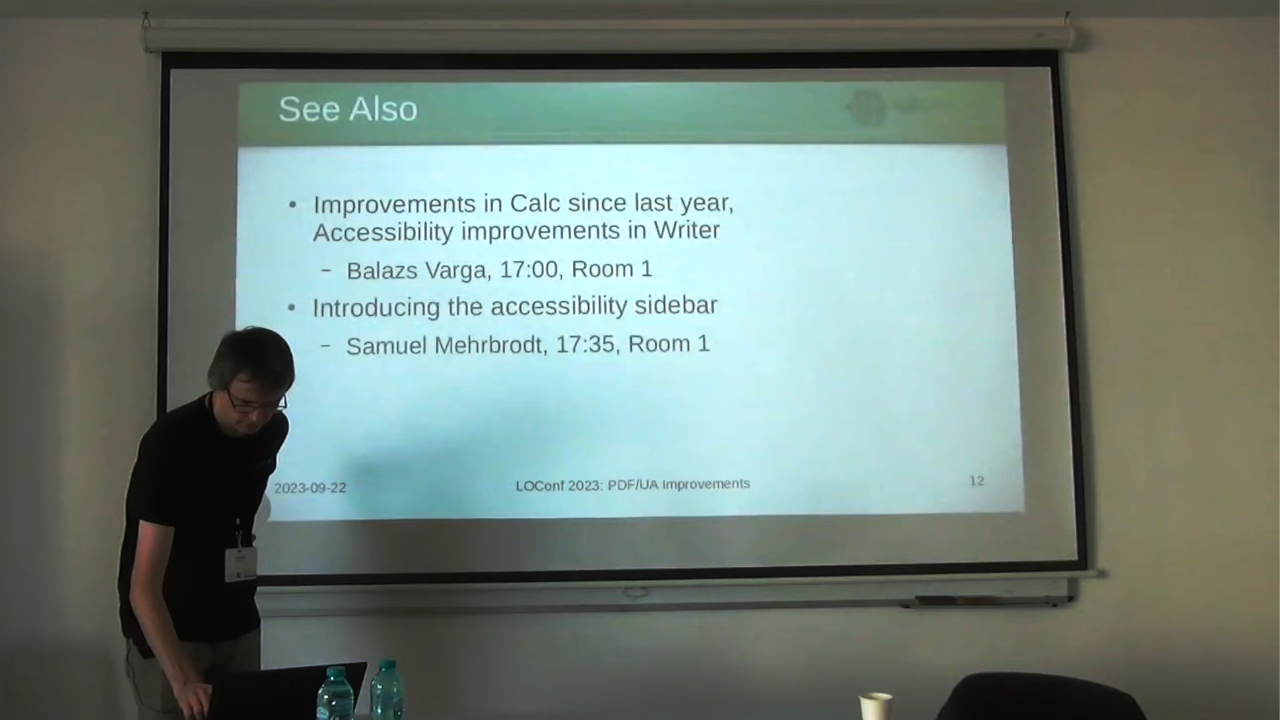 See Also
• Improvements in Calc since last year,
Accessibility improvements in Writer
– Balazs Varga, 17:00, Room 1
• Introducing the accessibility sidebar
– Samuel Mehrbrodt, 17:35, Room 1
2023-09-22
LOConf 2023: PDF/UA Improvements
12